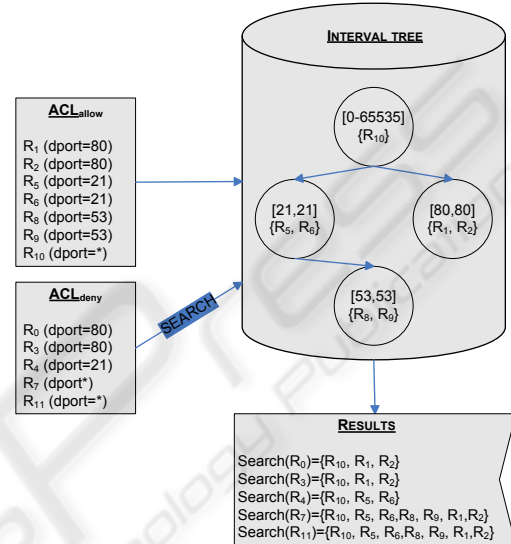 INTERVAL TREE
[0-65535]
{R10}
[21,21]
{R5, R6}
[80,80]
{R1, R2}
[53,53]
{R8, R9}
ACLallow
R1 (dport=80)
R2 (dport=80)
R5 (dport=21)
R6 (dport=21)
R8 (dport=53)
R9 (dport=53)
R10 (dport=*)
ACLdeny
R0 (dport=80)
R3 (dport=80)
R4 (dport=21)
R7 (dport*)
R11 (dport=*)
SEARCH
RESULTS
Search(R0)={R10, R1, R2}
Search(R3)={R10, R1, R2}
Search(R4)={R10, R5, R6}
Search(R7)={R10, R5, R6,R8, R9, R1,R2}
Search(R11)={R10, R5, R6,R8, R9, R1,R2}